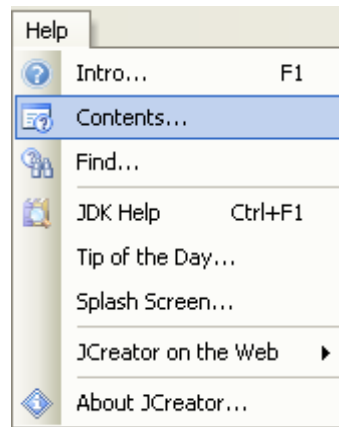 Help
Intro... F1
Contents...
Find...
JDK Help Ctrl+F1
Tip of the Day...
Splash Screen...
JCreator on the Web
About JCreator...